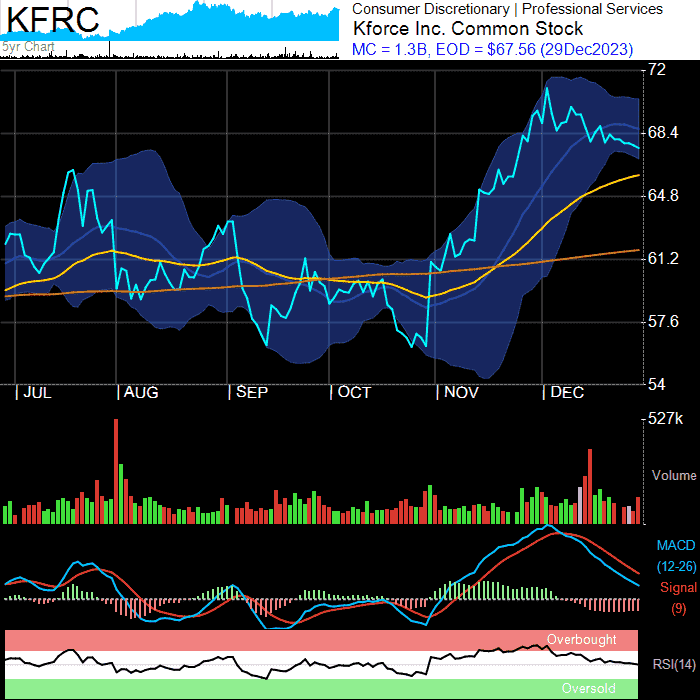 KFRC
5yr Chart
Consumer Discretionary | Professional Services
Kforce Inc. Common Stock
MC = 1.3B, EOD = $67.56 (29Dec2023)
72
68.4
64.8
61.2
57.6
54
JUL AUG SEP OCT NOV DEC
527k
Volume
MACD
(12-26)
Signal
(9)
Overbought
RSI(14)
Oversold